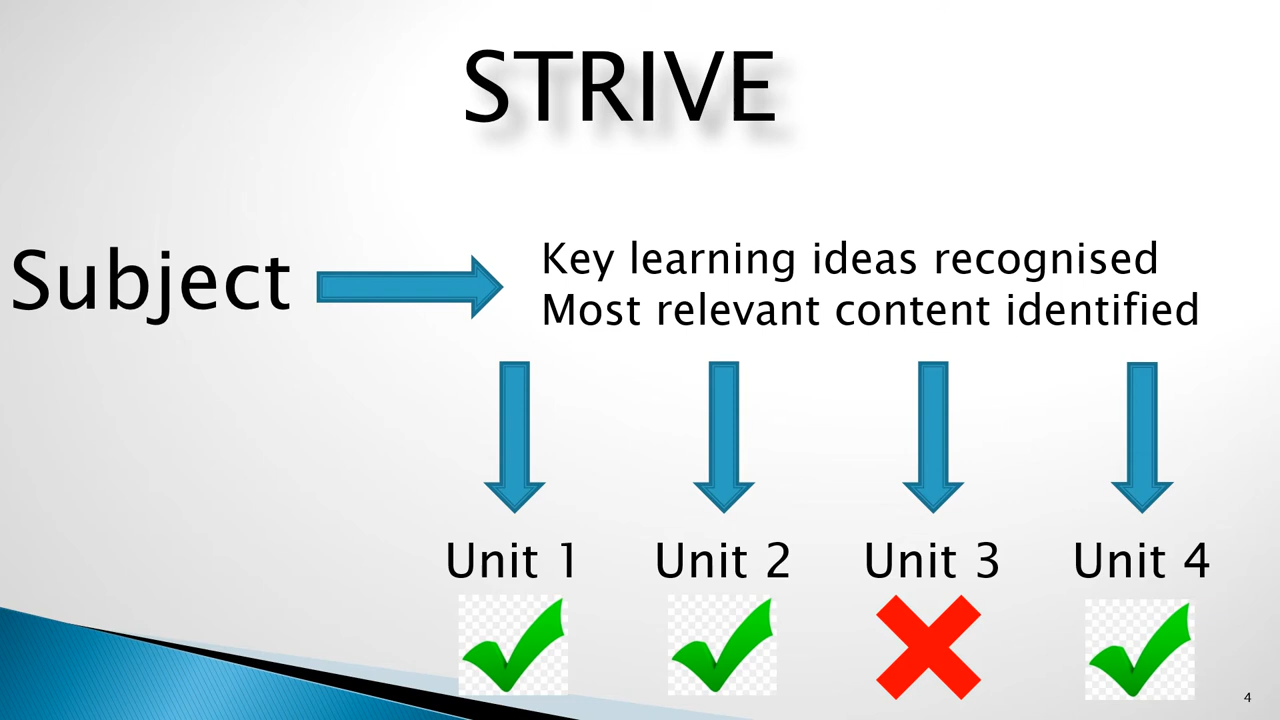 STRIVE
Subject
Key learning ideas recognised
Most relevant content identified
Unit 1
Unit 2
Unit 3
Unit 4
4